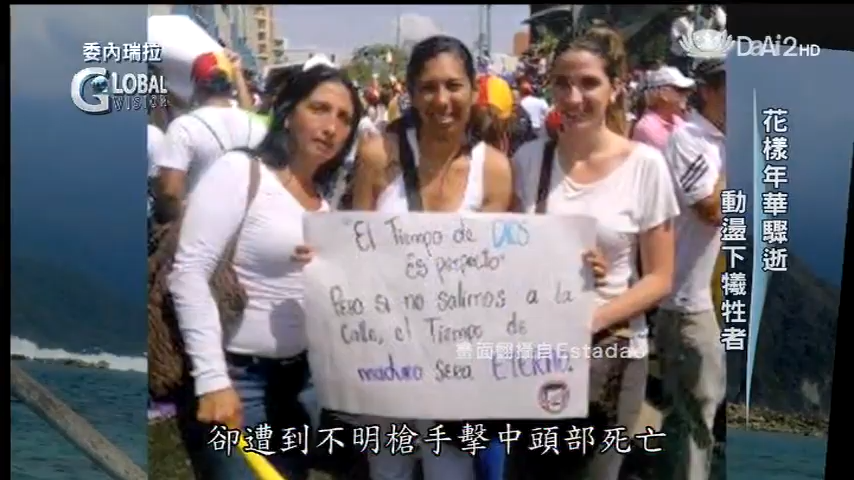 委內瑞拉
GLOBAL
VISION
DaAi2HD
花樣年華驟逝
動盪下犧牲者
"El Tiempo de DIOS
Es perfecto"
Pero si no salimos a la
Calle, el Tiempo de
maduro SERA ETERNO.
畫面翻攝自Estada
卻遭到不明槍手擊中頭部死亡